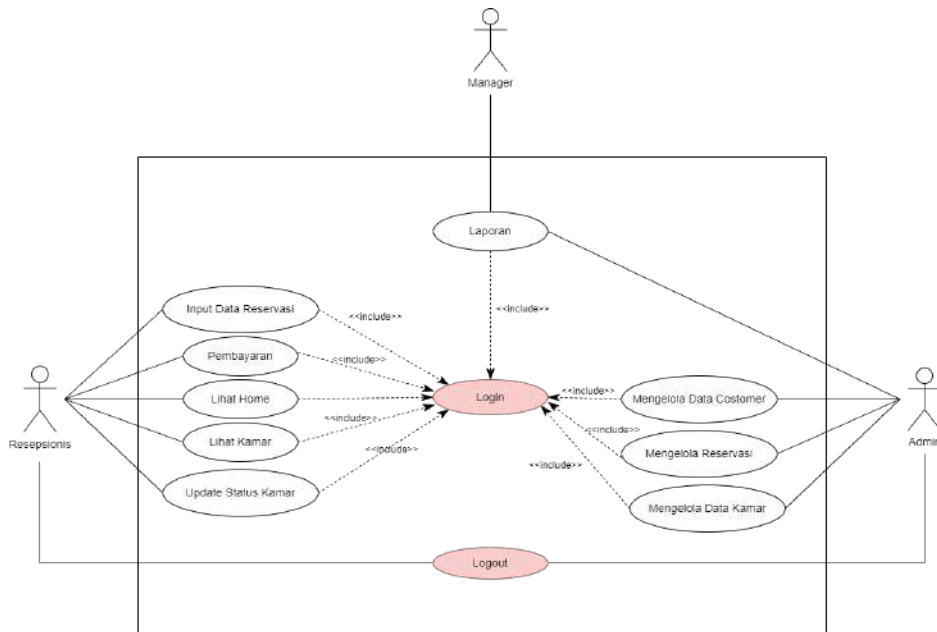 Manager
Laporan
<<include>>
Input Data Reservasi
<<include>>
Pembayaran
<<include>>
Lihat Home
Login
<<include>>
Mengelola Data Costomer
Resepsionis
Lihat Kamar
<<include>>
<<include>>
Mengelola Reservasi
Admin
<<include>>
<<include>>
Update Status Kamar
Mengelola Data Kamar
Logout